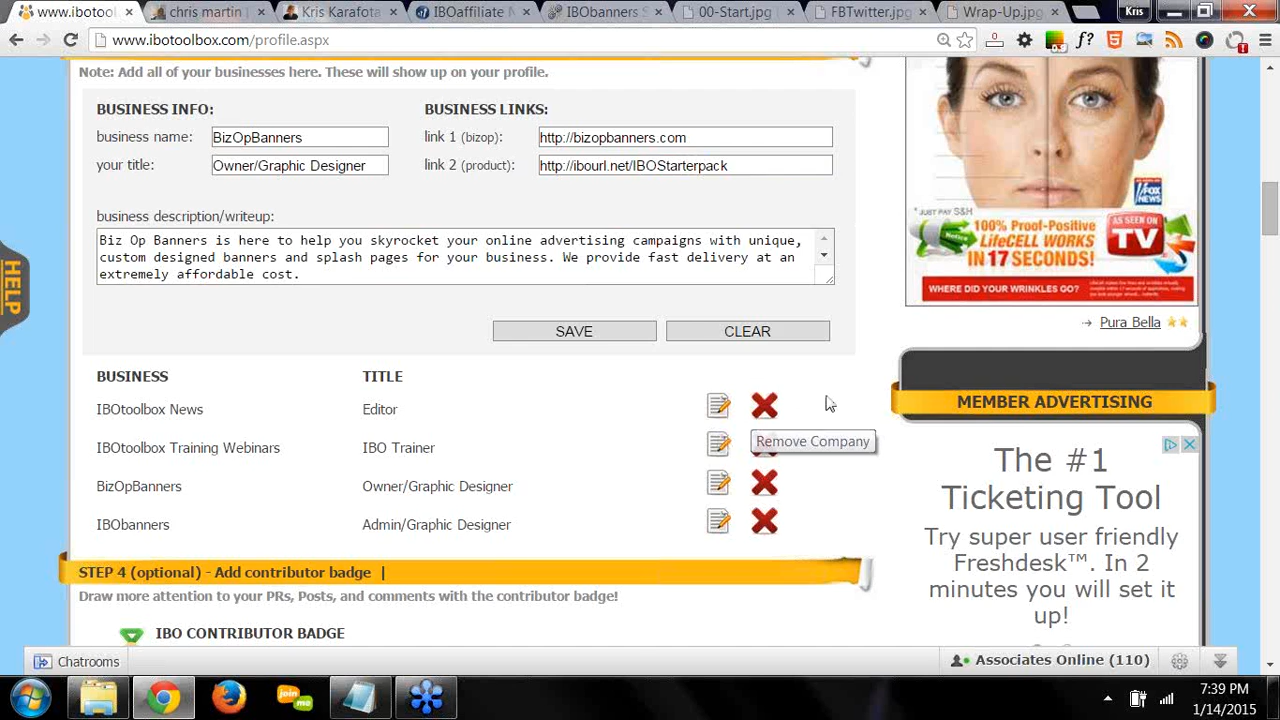 www.ibotool
chris martin
Kris Karafota
IBOaffiliate N
IBObanners S
00-Start.jpg
FBTwitter.jpg
Wrap-Up.jpg
Kris
www.ibotoolbox.com/profile.aspx
Note: Add all of your businesses here. These will show up on your profile.
BUSINESS INFO:
BUSINESS LINKS:
business name: BizOpBanners
link 1 (bizop): http://bizopbanners.com
your title: Owner/Graphic Designer
link 2 (product): http://ibourl.net/IBOStarterpack
business description/writeup:
Biz Op Banners is here to help you skyrocket your online advertising campaigns with unique,
custom designed banners and splash pages for your business. We provide fast delivery at an
extremely affordable cost.
SAVE
CLEAR
BUSINESS TITLE
IBOtoolbox News Editor
Remove Company
IBOtoolbox Training Webinars IBO Trainer
BizOpBanners Owner/Graphic Designer
IBObanners Admin/Graphic Designer
STEP 4 (optional) - Add contributor badge |
Draw more attention to your PRs, Posts, and comments with the contributor badge!
IBO CONTRIBUTOR BADGE
HELP
FOX
NEWS
* JUST PAY S&H
100% Proof-Positive
LifeCELL WORKS
IN 17 SECONDS*
AS SEEN ON
TV
WHERE DID YOUR WRINKLES GO?
Pura Bella
MEMBER ADVERTISING
The #1
Ticketing Tool
Try super user friendly
Freshdesk™. In 2
minutes you will set it
up!
Chatrooms
Associates Online (110)
join
me
7:39 PM
1/14/2015